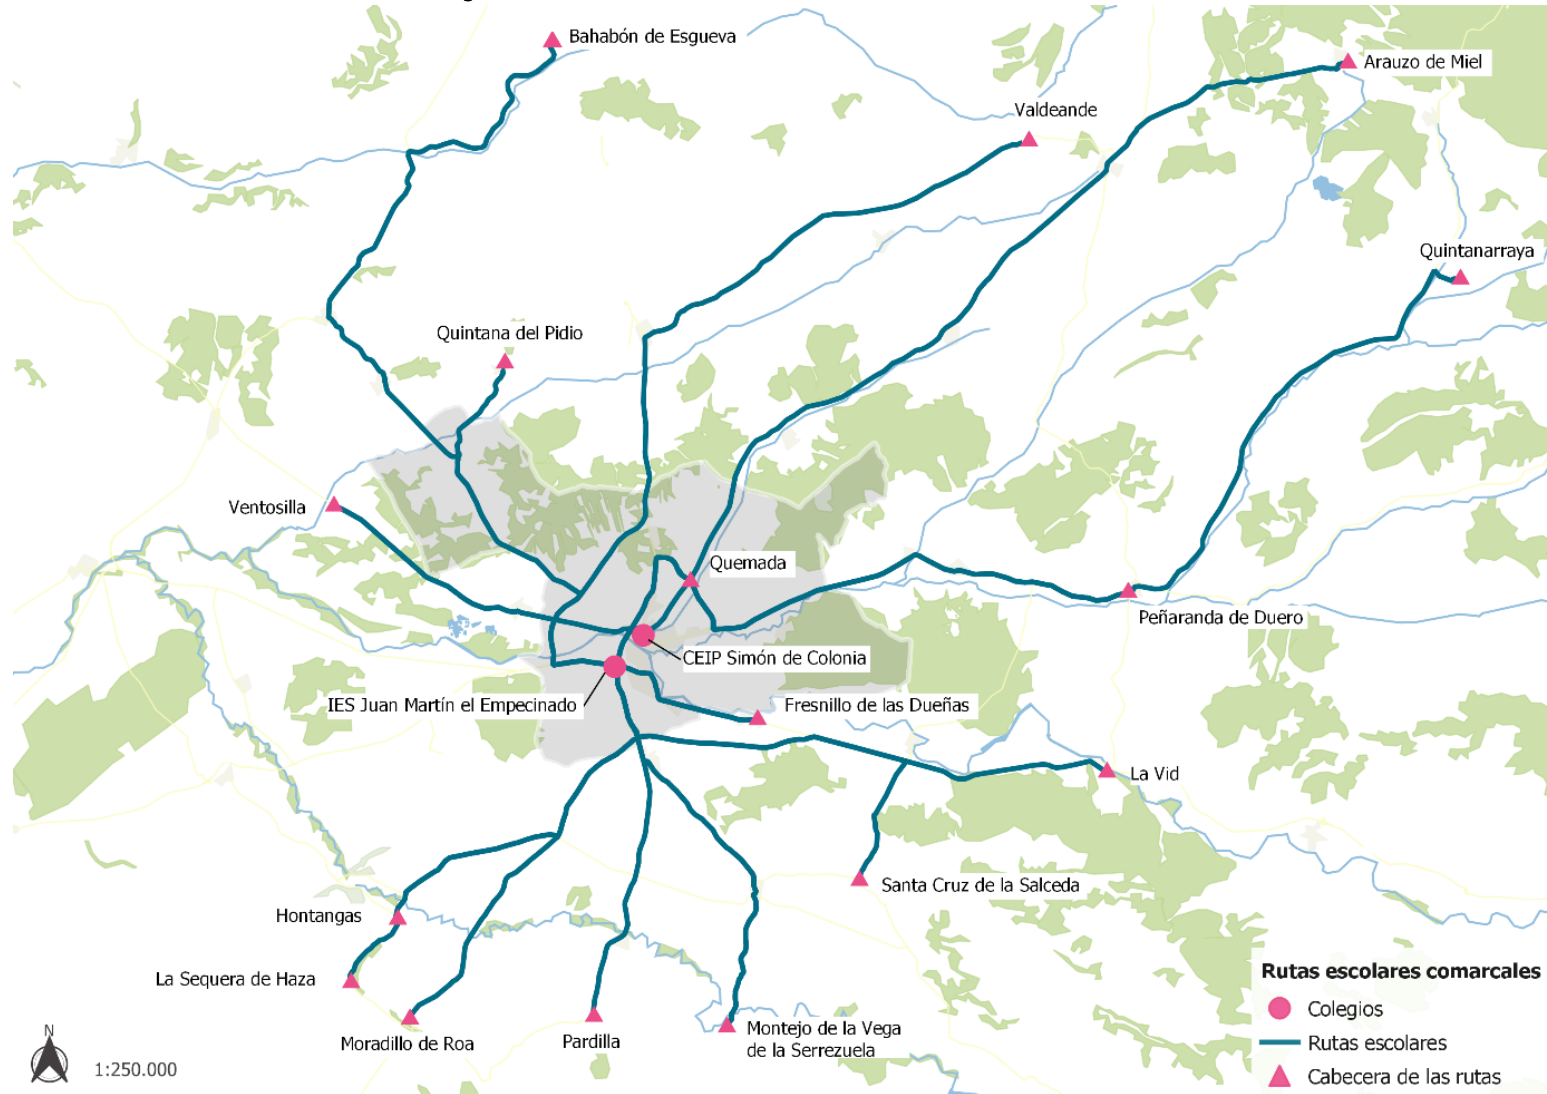 Bahabón de Esgueva
Arauzo de Miel
Valdeande
Quintanarraya
Quintana del Pidio
Ventosilla
Quemada
Peñaranda de Duero
CEIP Simón de Colonia
IES Juan Martín el Empecinado
Fresnillo de las Dueñas
La Vid
Santa Cruz de la Salceda
Hontangas
La Sequera de Haza
Moradillo de Roa
Pardilla
Montejo de la Vega
de la Serrezuela
Rutas escolares comarcales
Colegios
Rutas escolares
Cabecera de las rutas
N
1:250.000